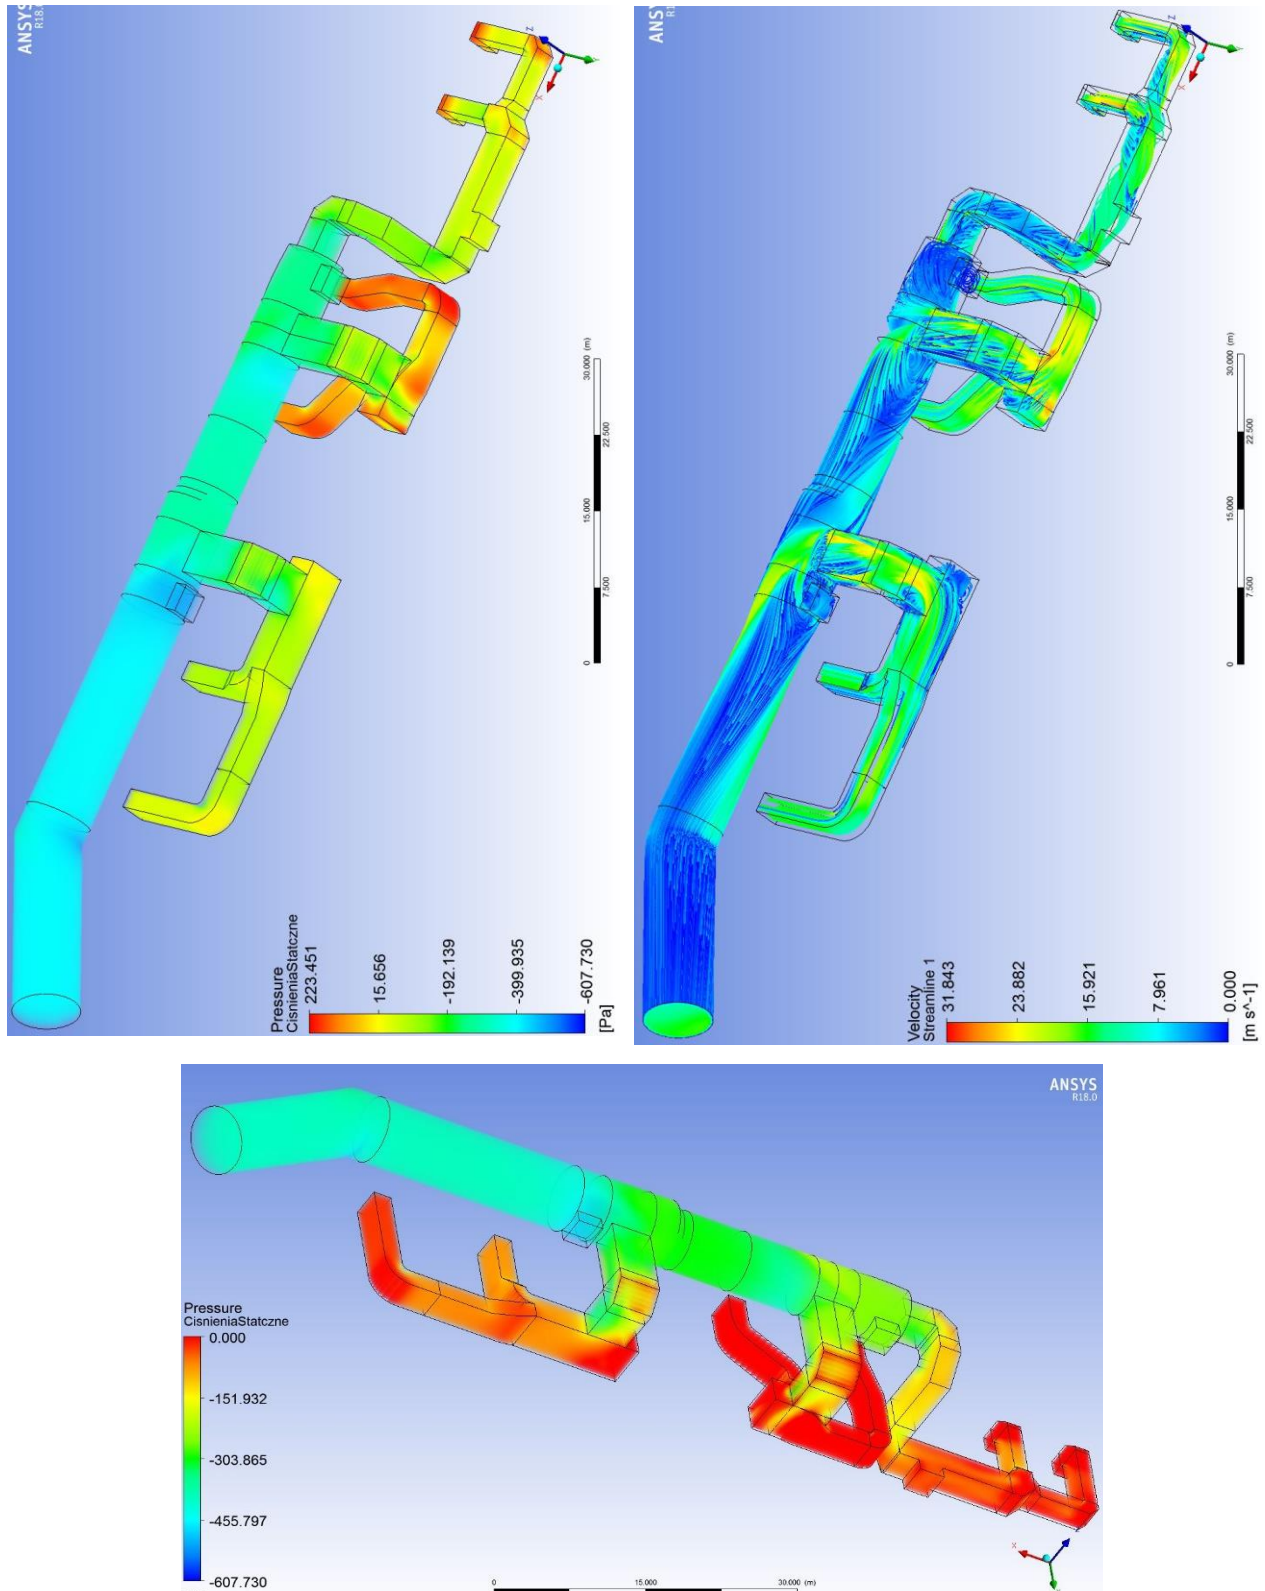 ANSYS
R18.
Z
X
30.000 (m)
22.500
15.000
7.500
0
Pressure
CisnieniaStatczne
223.451
15.656
-192.139
-399.935
-607.730
[Pa]
ANSYS
R1
Z
X
30.000 (m)
22.500
15.000
7.500
0
Velocity
Streamline 1
31.843
23.882
15.921
7.961
0.000
[m s^-1]
ANSYS
R18.0
Pressure
CisnieniaStatczne
0.000
-151.932
-303.865
-455.797
-607.730
X
0 15.000 30.000 (m)